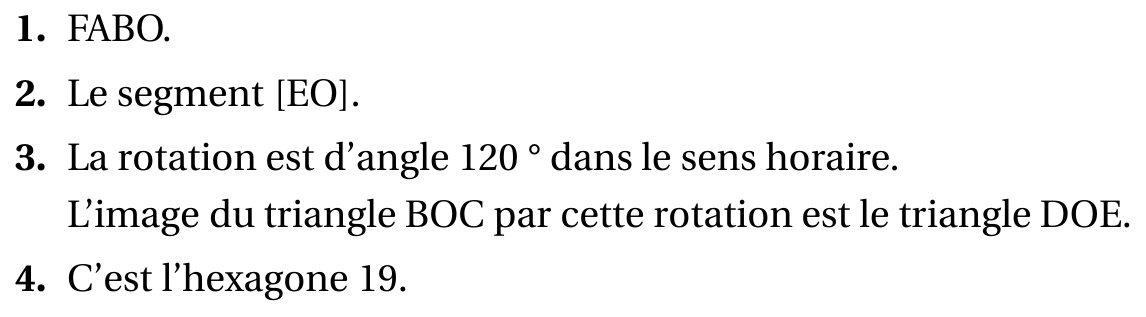 1. FABO.
2. Le segment [EO].
3. La rotation est d’angle 120 ° dans le sens horaire.
L’image du triangle BOC par cette rotation est le triangle DOE.
4. C’est l’hexagone 19.